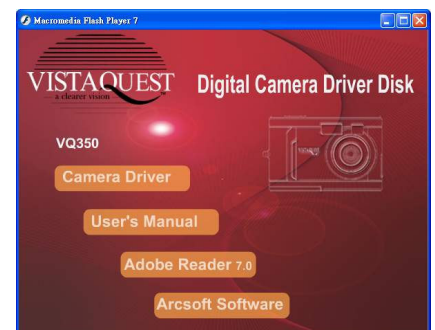 Macromedia Flash Player 7
VISTAQUEST
a clearer vision
Digital Camera Driver Disk
VQ350
Camera Driver
User's Manual
Adobe Reader 7.0
Arcsoft Software